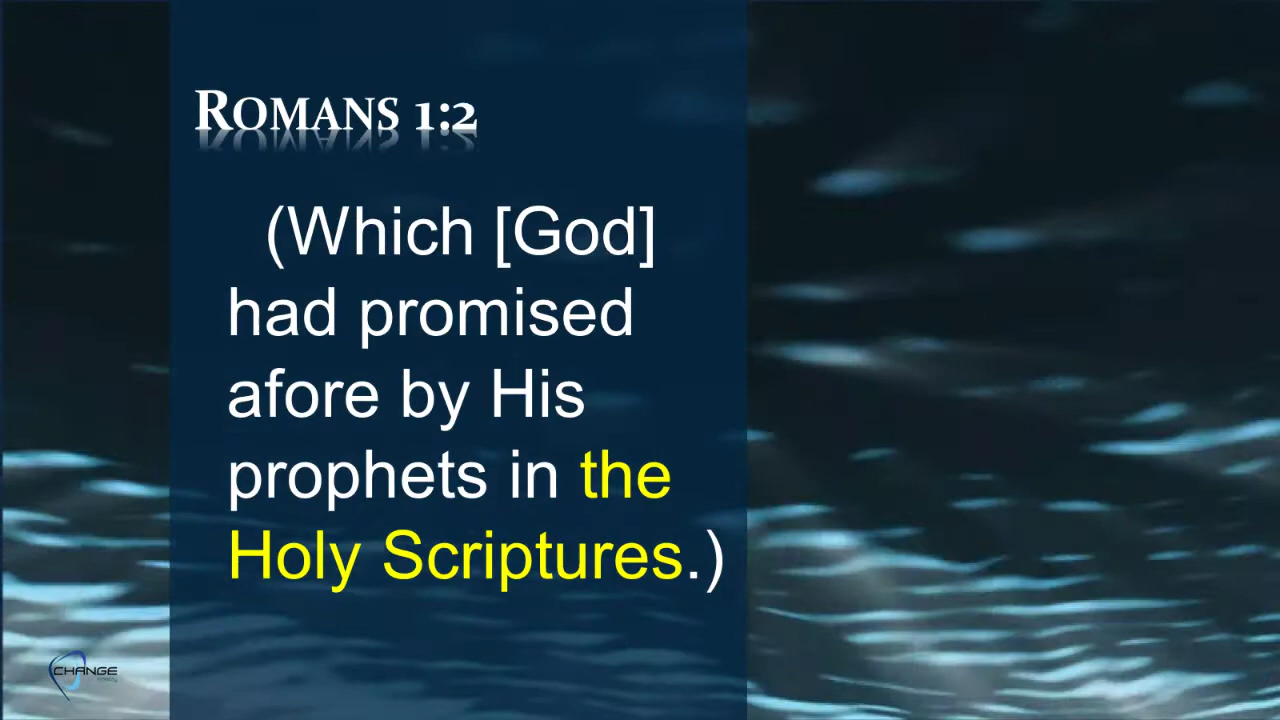 ROMANS 1:2
(Which [God]
had promised
afore by His
prophets in the
Holy Scriptures.)
CHANGE